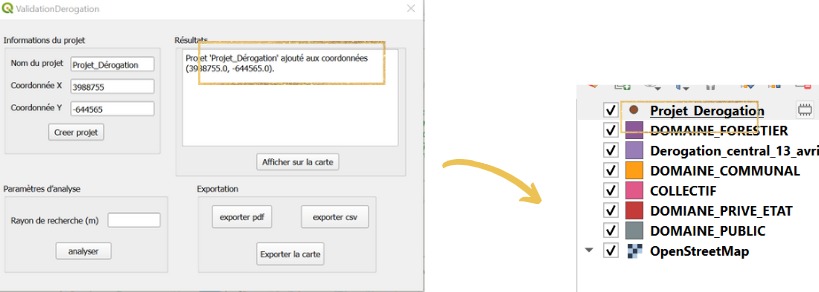 ValidationDerogation
Informations du projet
Nom du projet
Projet_Dérogation
Coordonnée X
3988755
Coordonnée Y
-644565
Creer projet
Résultats
Projet 'Projet_Dérogation' ajouté aux coordonnées
(3988755.0, -644565.0).
Afficher sur la carte
Paramètres d'analyse
Rayon de recherche (m)
analyser
Exportation
exporter pdf
exporter csv
Exporter la carte
Projet Derogation
DOMAINE_FORESTIER
Derogation_central_13_avri
DOMAINE_COMMUNAL
COLLECTIF
DOMIANE_PRIVE_ETAT
DOMAINE_PUBLIC
OpenStreetMap